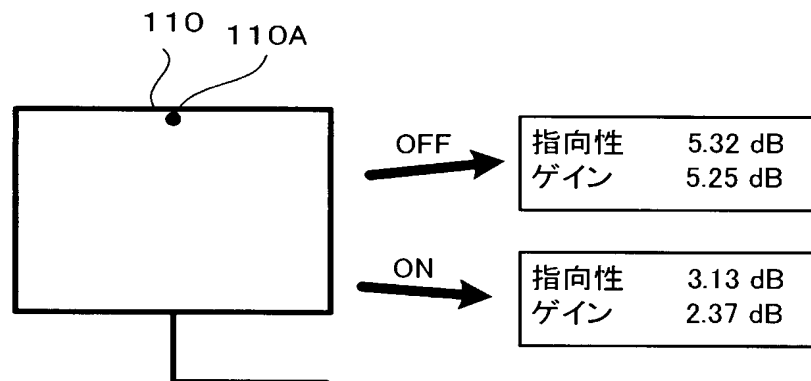 110
110A
OFF
指向性 5.32 dB
ゲイン 5.25 dB
ON
指向性 3.13 dB
ゲイン 2.37 dB